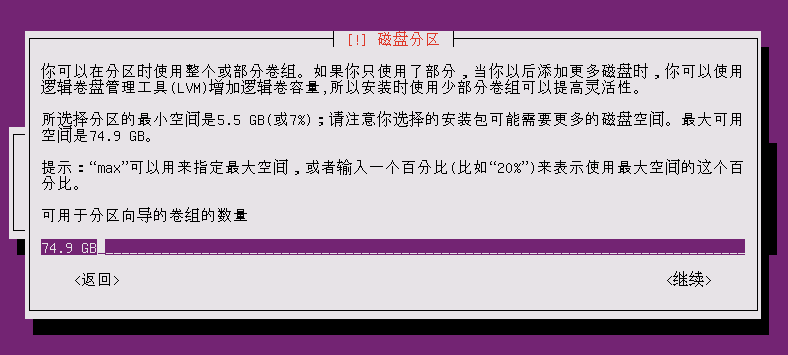 [!] 磁盘分区
你可以在分区时使用整个或部分卷组。如果你只使用了部分，当你以后添加更多磁盘时，你可以使用
逻辑卷盘管理工具(LVM)增加逻辑卷容量,所以安装时使用少部分卷组可以提高灵活性。
所选择分区的最小空间是5.5 GB(或7%)；请注意你选择的安装包可能需要更多的磁盘空间。最大可用
空间是74.9 GB。
提示：“max”可以用来指定最大空间，或者输入一个百分比(比如“20%”)来表示使用最大空间的这个百
分比。
可用于分区向导的卷组的数量
74.9 GB
<返回>
<继续>